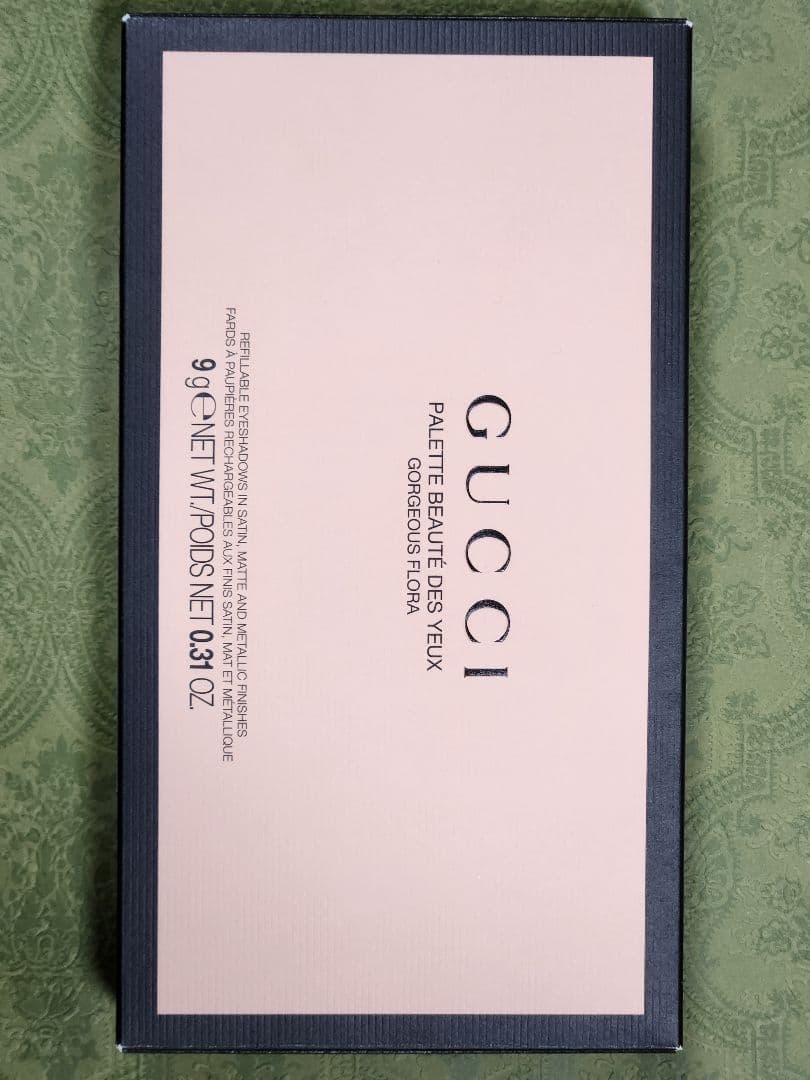 GUCCI
PALETTE BEAUTÉ DES YEUX
GORGEOUS FLORA
REFILLABLE EYESHADOWS IN SATIN, MATTE AND METALLIC FINISHES
FARDS À PAUPIÈRES RECHARGEABLES AUX FINIS SATIN, MAT ET MÉTALLIQUE
9 g ℮ NET WT./POIDS NET 0.31 OZ.